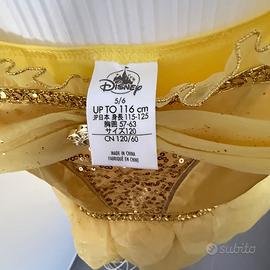 Disney
5/6
UP TO 116 cm
JP日本 身長 115-125
胸囲 57-63
サイズ120
CN 120/60
MADE IN CHINA
FABRIQUÉ EN CHINE
subito